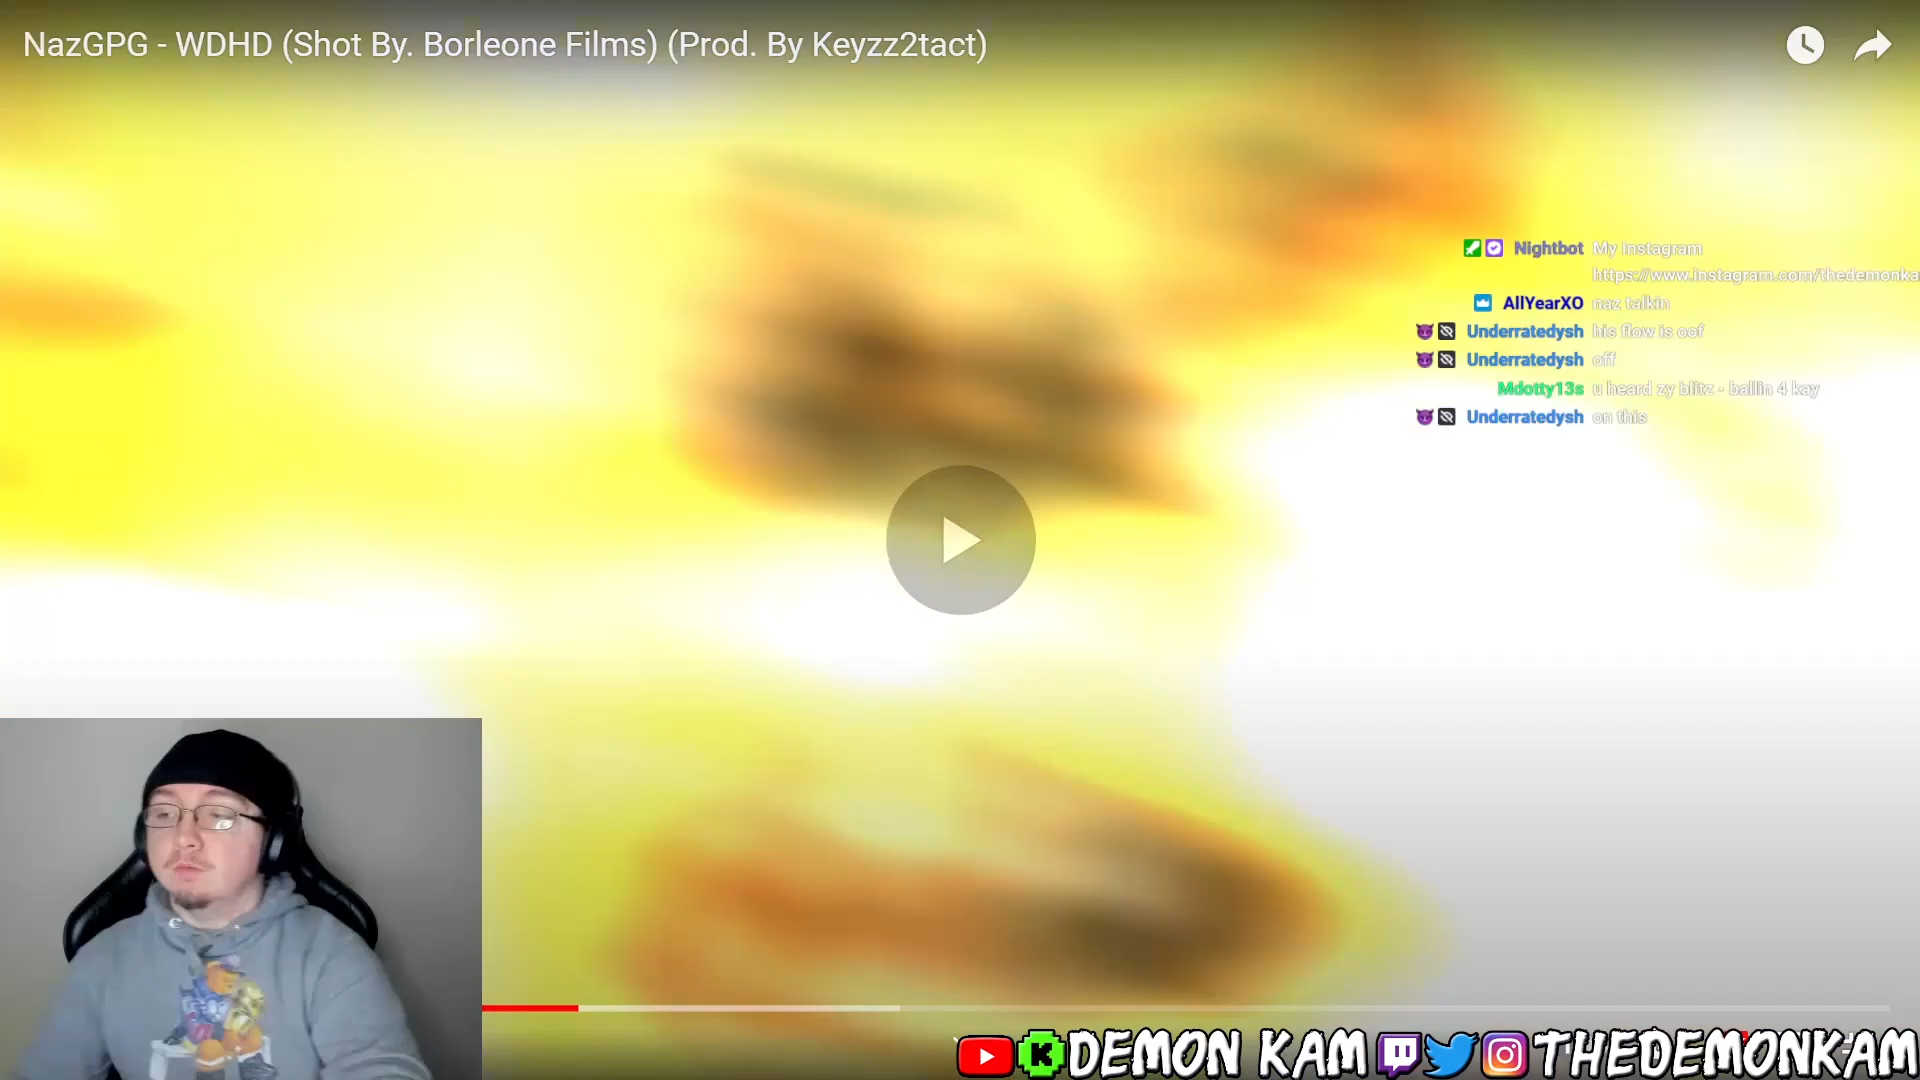 NazGPG - WDHD (Shot By. Borleone Films) (Prod. By Keyzz2tact)
Nightbot My Instagram
https://www.instagram.com/thedemonka
AllYearXO naz talkin
Underratedysh his flow is oof
Underratedysh off
Mdotty13s u heard zy blitz - ballin 4 kay
Underratedysh on this
K DEMON KAM THEDEMONKAM